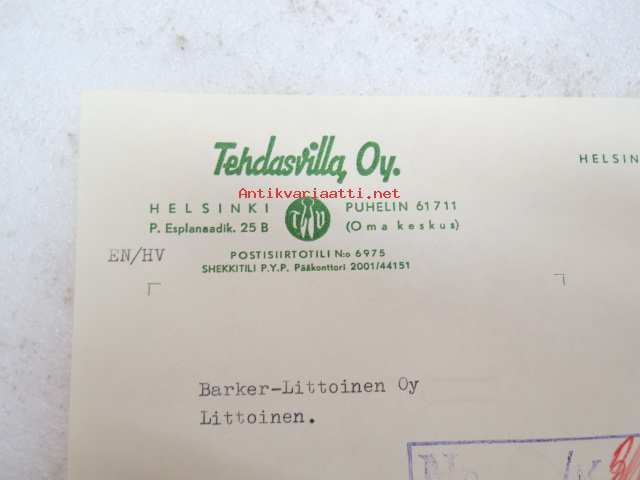 Tehdasvilla, Oy.
HELSIN
Antikvariaatti.net
HELSINKI TV PUHELIN 61711
P. Esplanaadik. 25 B (Oma keskus)
EN/HV
POSTISIIRTOTILI N:o 6975
SHEKKITILI P.Y.P. Pääkonttori 2001/44151
Barker-Littoinen Oy
Littoinen.